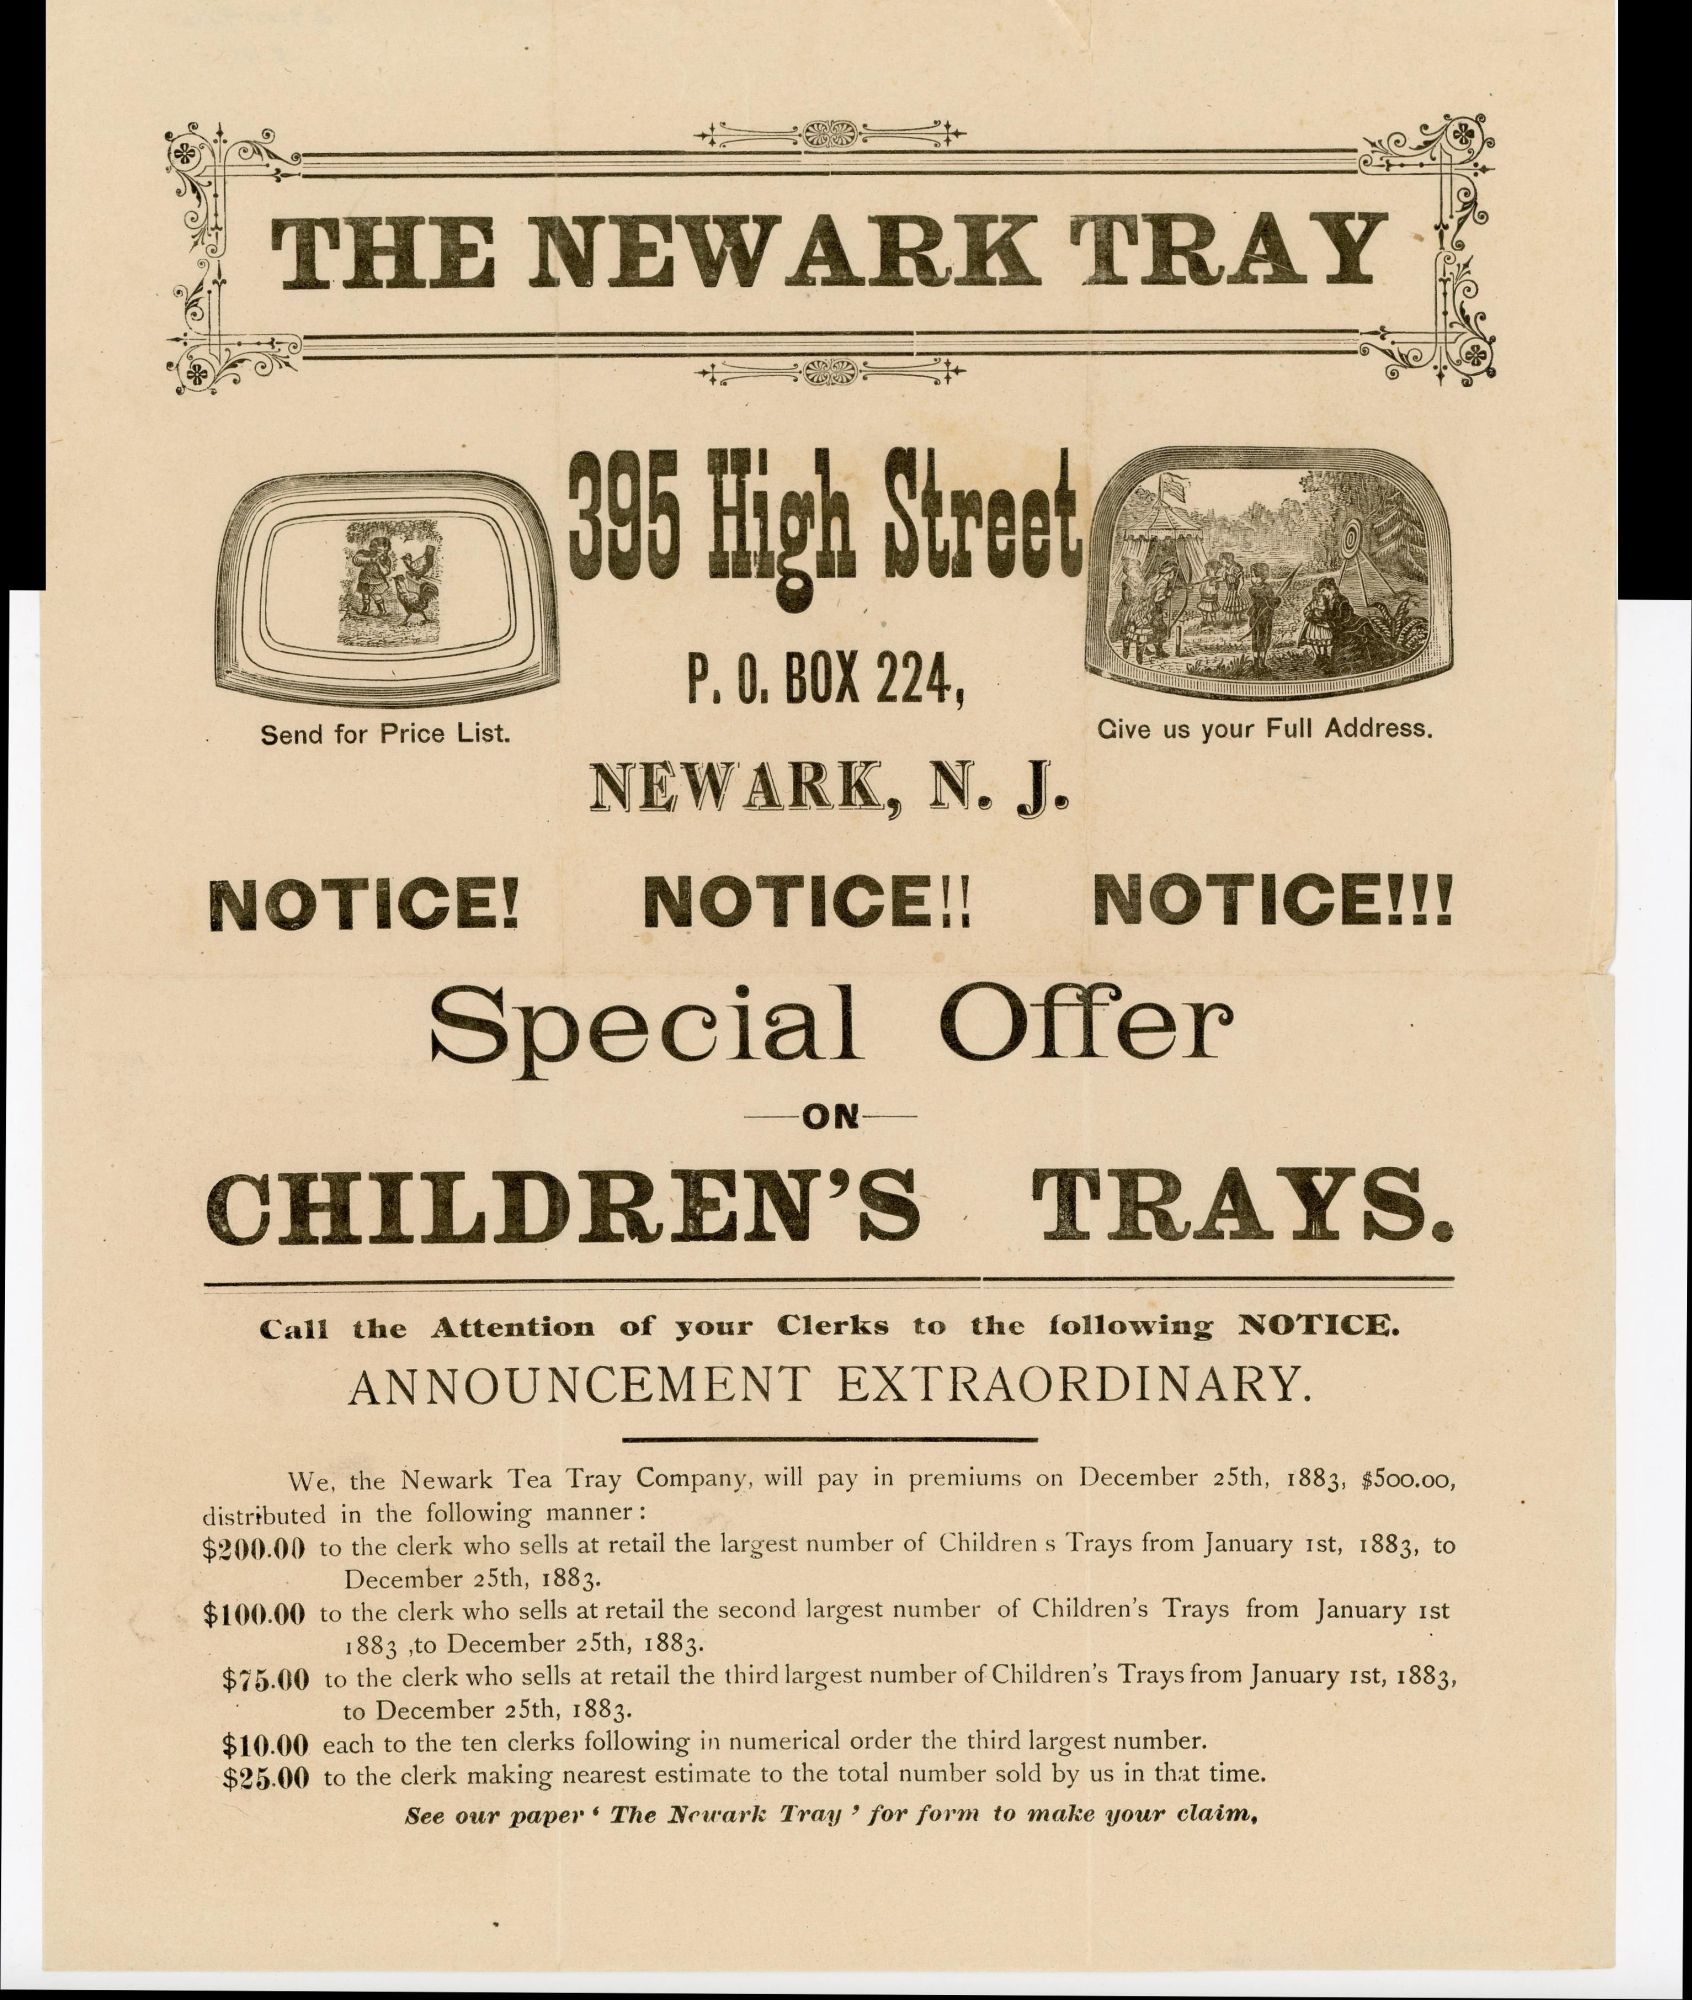 THE NEWARK TRAY
395 High Street
P. O. BOX 224,
Send for Price List.
Give us your Full Address.
NEWARK, N. J.
NOTICE! NOTICE!! NOTICE!!!
Special Offer
—ON—
CHILDREN'S TRAYS.
Call the Attention of your Clerks to the following NOTICE.
ANNOUNCEMENT EXTRAORDINARY.
We, the Newark Tea Tray Company, will pay in premiums on December 25th, 1883, $500.00,
distributed in the following manner:
$200.00 to the clerk who sells at retail the largest number of Children s Trays from January 1st, 1883, to
December 25th, 1883.
$100.00 to the clerk who sells at retail the second largest number of Children's Trays from January 1st
1883 ,to December 25th, 1883.
$75.00 to the clerk who sells at retail the third largest number of Children's Trays from January 1st, 1883,
to December 25th, 1883.
$10.00 each to the ten clerks following in numerical order the third largest number.
$25.00 to the clerk making nearest estimate to the total number sold by us in that time.
See our paper ‘ The Newark Tray ’ for form to make your claim,